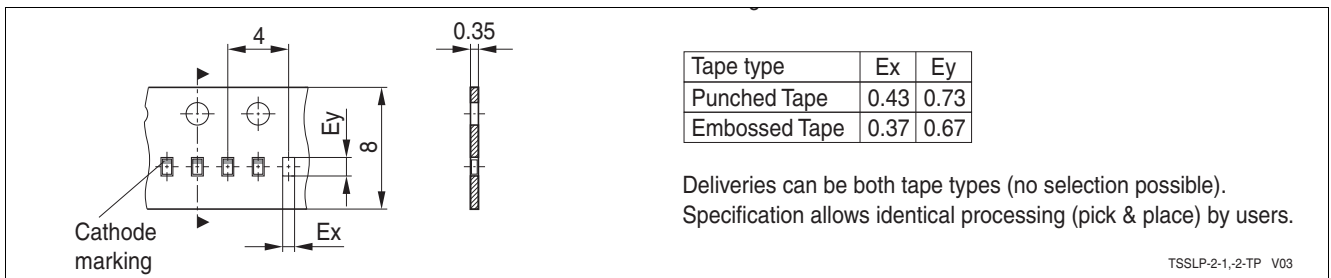 4
0.35
Ey
8
Ex
Cathode
marking
Tape type Ex Ey
Punched Tape 0.43 0.73
Embossed Tape 0.37 0.67
Deliveries can be both tape types (no selection possible).
Specification allows identical processing (pick & place) by users.
TSSLP-2-1,-2-TP V03